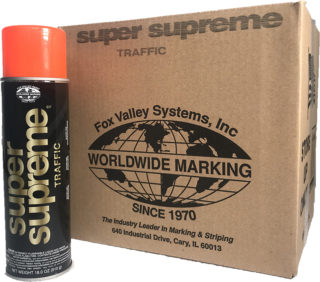 super supreme
TRAFFIC
Fox Valley Systems, Inc
WORLDWIDE MARKING
SINCE 1970
The Industry Leader In Marking & Striping
640 Industrial Drive, Cary, IL 60013
super
supreme
TRAFFIC